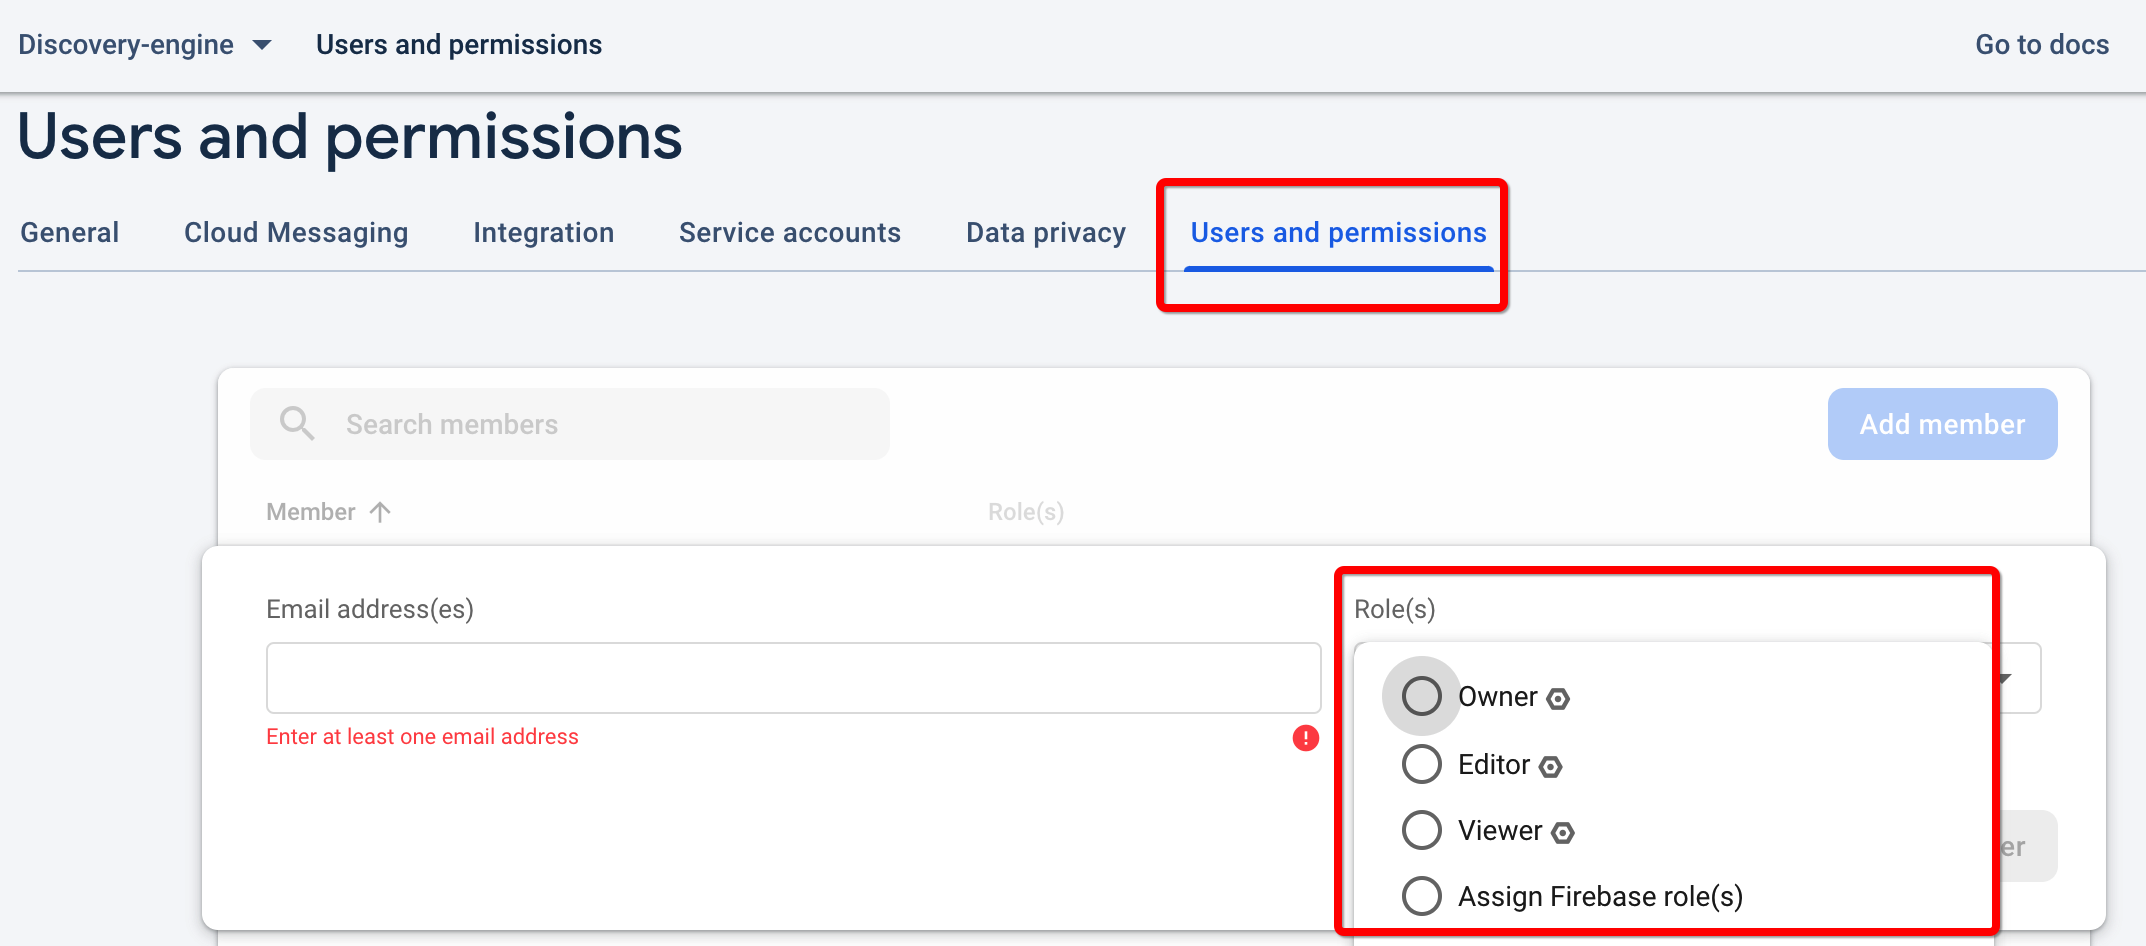 Discovery-engine Users and permissions Go to docs
Users and permissions
General Cloud Messaging Integration Service accounts Data privacy Users and permissions
Search members Add member
Member Role(s)
Email address(es) Role(s)
Enter at least one email address
Owner
Editor
Viewer
Assign Firebase role(s)